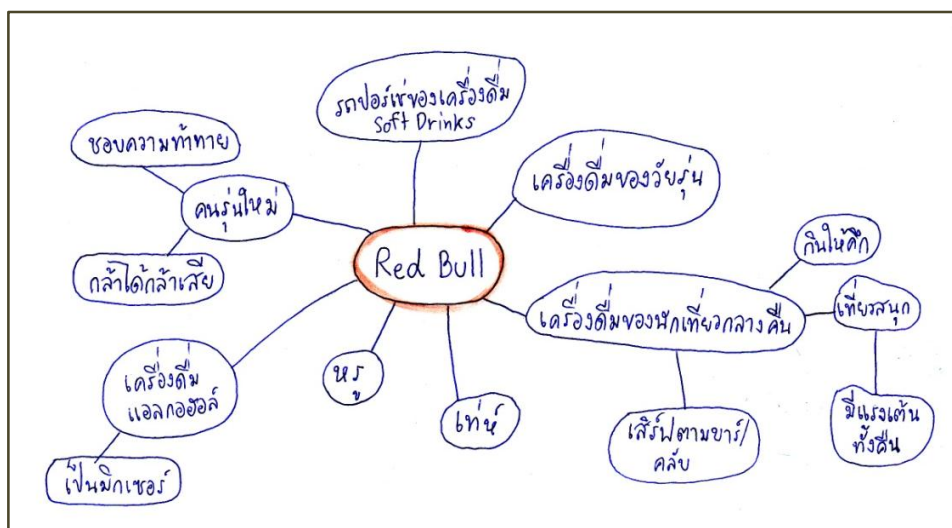 รถปอร์เช่ของเครื่องดื่ม
Soft Drinks
ชอบความท้าทาย
คนรุ่นใหม่
กล้าได้กล้าเสีย
เครื่องดื่มของวัยรุ่น
Red Bull
กินให้คึก
เครื่องดื่มของนักเที่ยวกลางคืน
เที่ยวสนุก
มีแรงเต้น
ทั้งคืน
เสิร์ฟตามบาร์/
คลับ
เท่ห์
หรู
เครื่องดื่ม
แอลกอฮอล์
เป็นมิกเซอร์